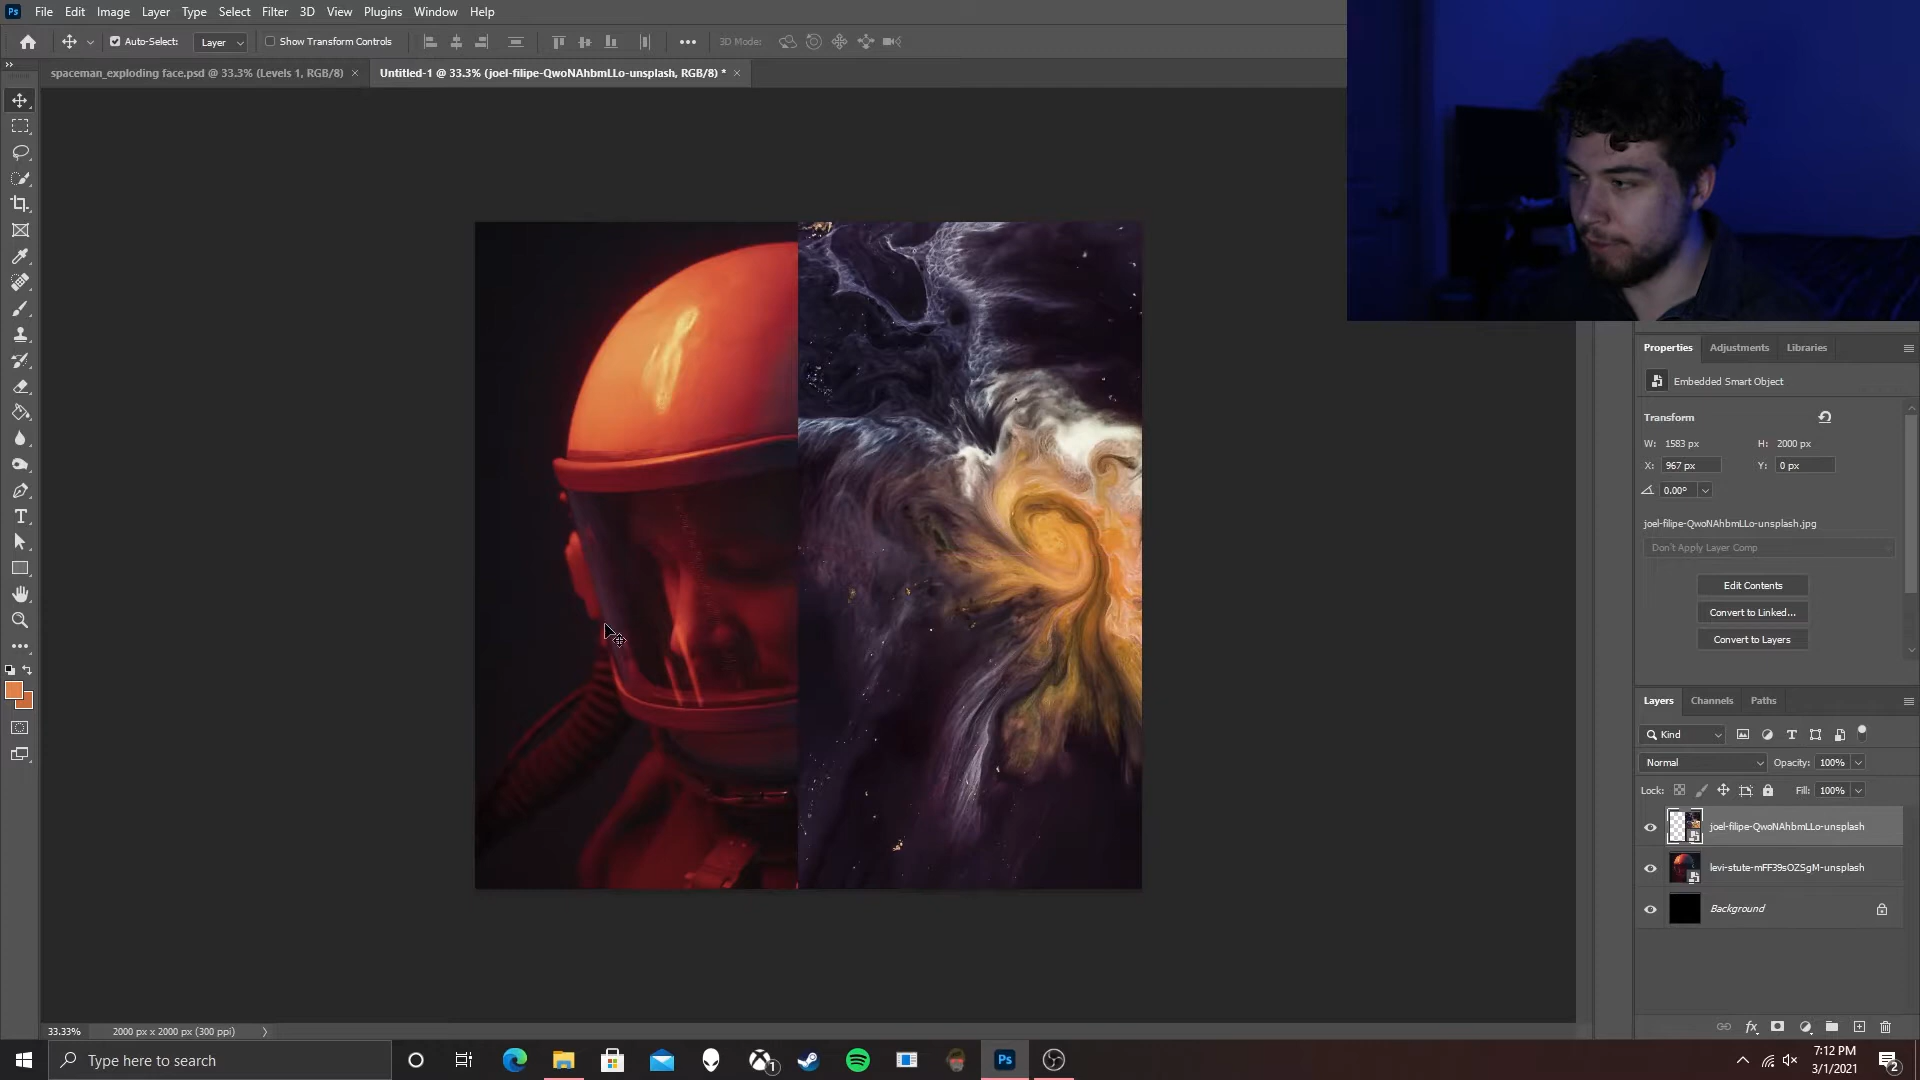 Ps File Edit Image Layer Type Select Filter 3D View Plugins Window Help
Auto-Select: Layer Show Transform Controls 3D Mode:
spaceman_exploding face.psd @ 33.3% (Levels 1, RGB/8) × Untitled-1 @ 33.3% (joel-filipe-QwoNAhbmLLo-unsplash, RGB/8) * ×
Properties Adjustments Libraries
Embedded Smart Object
Transform
W: 1583 px H: 2000 px
X: 967 px Y: 0 px
0.00°
joel-filipe-QwoNAhbmLLo-unsplash.jpg
Don't Apply Layer Comp
Edit Contents
Convert to Linked...
Convert to Layers
Layers Channels Paths
Kind
Normal Opacity: 100%
Lock: Fill: 100%
joel-filipe-QwoNAhbmLLo-unsplash
levi-stute-mFF39sOZSgM-unsplash
Background
fx
33.33% 2000 px x 2000 px (300 ppi)
Type here to search
1
Ps
7:12 PM
3/1/2021
2